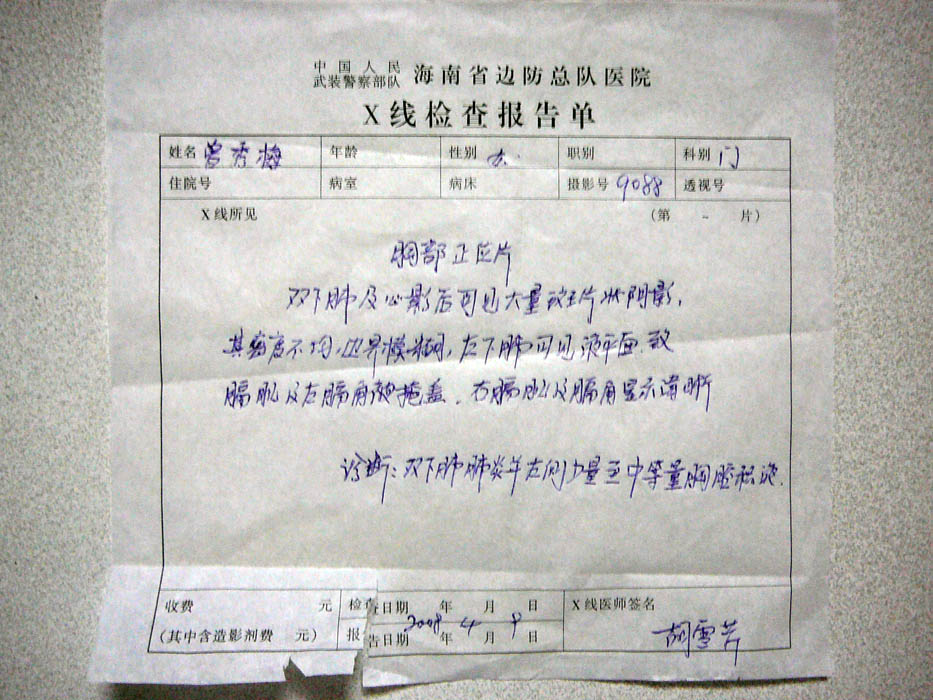 中国人民
武装警察部队 海南省边防总队医院
X线检查报告单
姓名 曾秀梅 年龄 性别 女 职别 科别 门
住院号 病室 病床 摄影号 9088 透视号
X线所见 (第 - 片)
胸部正位片
双下肺及心影后可见大量斑片状阴影，
其密度不均，边界模糊，左下肺可见液平面，致
膈肌及左膈角被掩盖，右膈肌及膈角显示清晰
诊断：双下肺肺炎伴左侧少量至中等量胸腔积液．
收费 元 检查日期 年 月 日 X线医师签名
(其中含造影剂费 元) 报告日期 2008年 4月 9日 胡雪芳